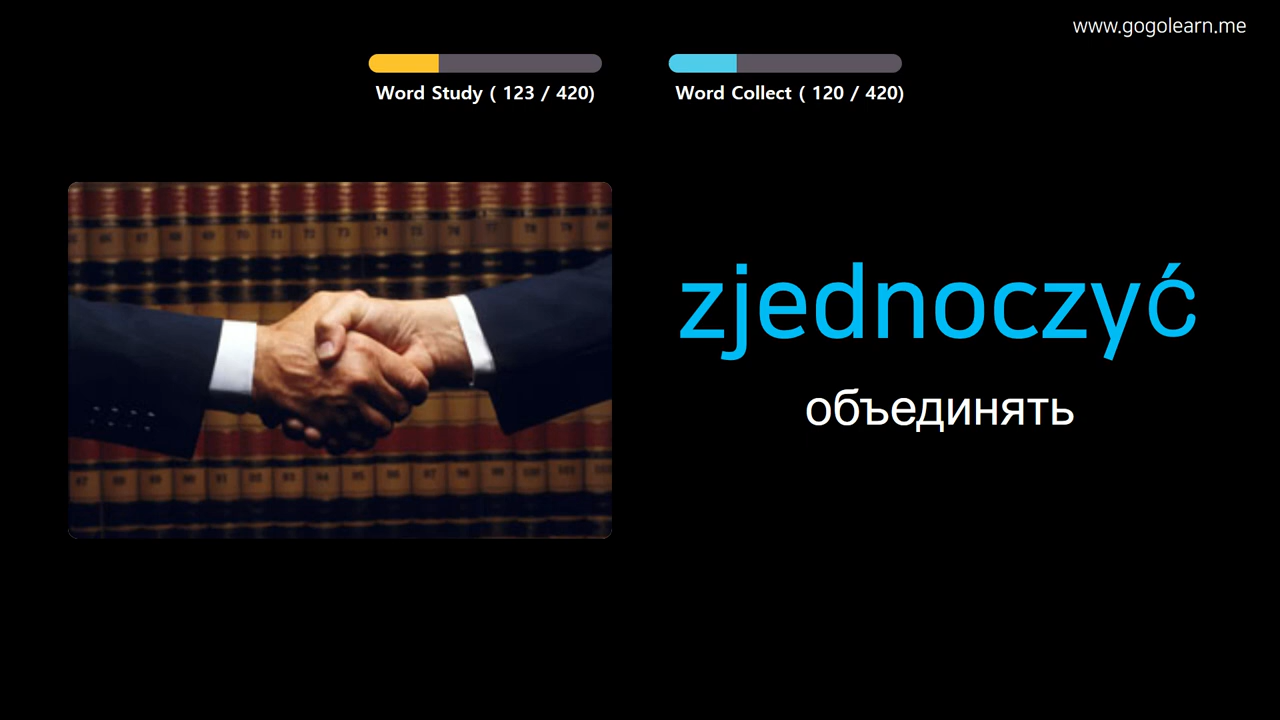 www.gogolearn.me
Word Study ( 123 / 420)
Word Collect ( 120 / 420)
zjednoczyć
объединять